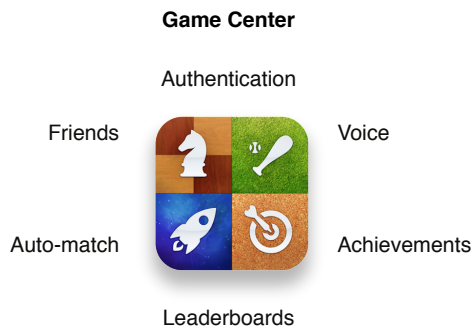 Game Center
Authentication
Friends
Voice
Auto-match
Achievements
Leaderboards